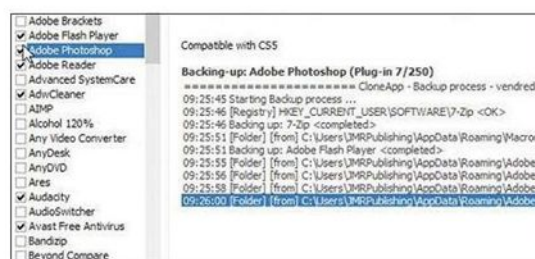 Adobe Brackets
Adobe Flash Player
Adobe Photoshop
Adobe Reader
Advanced SystemCare
AdwCleaner
AIMP
Alcohol 120%
Any Video Converter
AnyDesk
AnyDVD
Ares
Audacity
AudioSwitcher
Avast Free Antivirus
Bandizip
Beyond Compare
Compatible with CS5
Backing-up: Adobe Photoshop (Plug-in 7/250)
===================== CloneApp - Backup process - vendred
09:25:45 Starting Backup process ...
09:25:46 [Registry] HKEY_CURRENT_USER\SOFTWARE\7-Zip <OK>
09:25:46 Backing up: 7-Zip <completed>
09:25:51 [Folder] [from] C:\Users\JMRPublishing\AppData\Roaming\Macro
09:25:51 Backing up: Adobe Flash Player <completed>
09:25:55 [Folder] [from] C:\Users\JMRPublishing\AppData\Roaming\Adobe
09:25:56 [Folder] [from] C:\Users\JMRPublishing\AppData\Roaming\Adobe
09:25:58 [Folder] [from] C:\Users\JMRPublishing\AppData\Roaming\Adobe
09:26:00 [Folder] [from] C:\Users\JMRPublishing\AppData\Roaming\Adobe